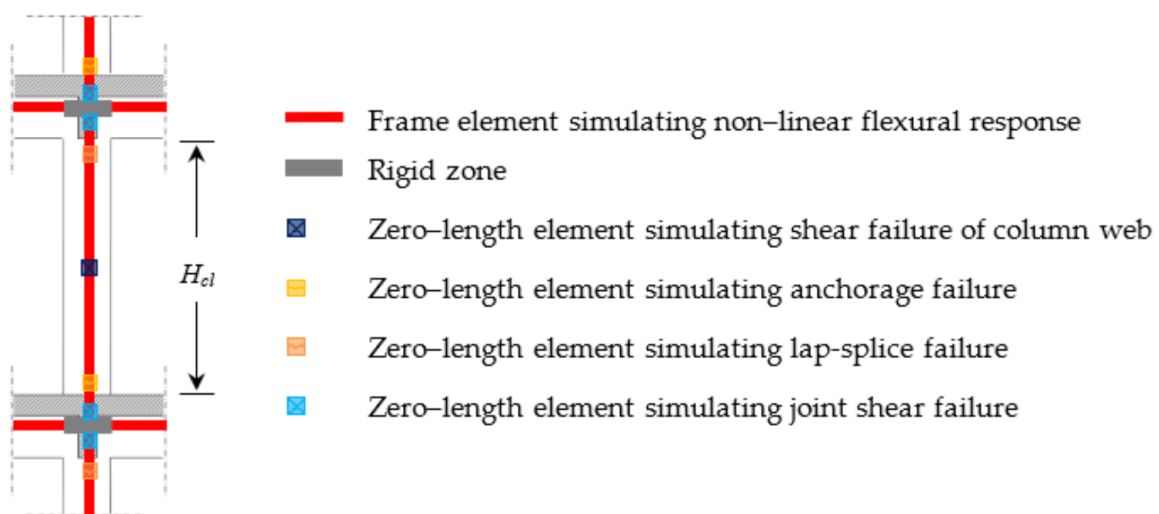 Frame element simulating non–linear flexural response
Rigid zone
Zero–length element simulating shear failure of column web
H_cl
Zero–length element simulating anchorage failure
Zero–length element simulating lap-splice failure
Zero–length element simulating joint shear failure